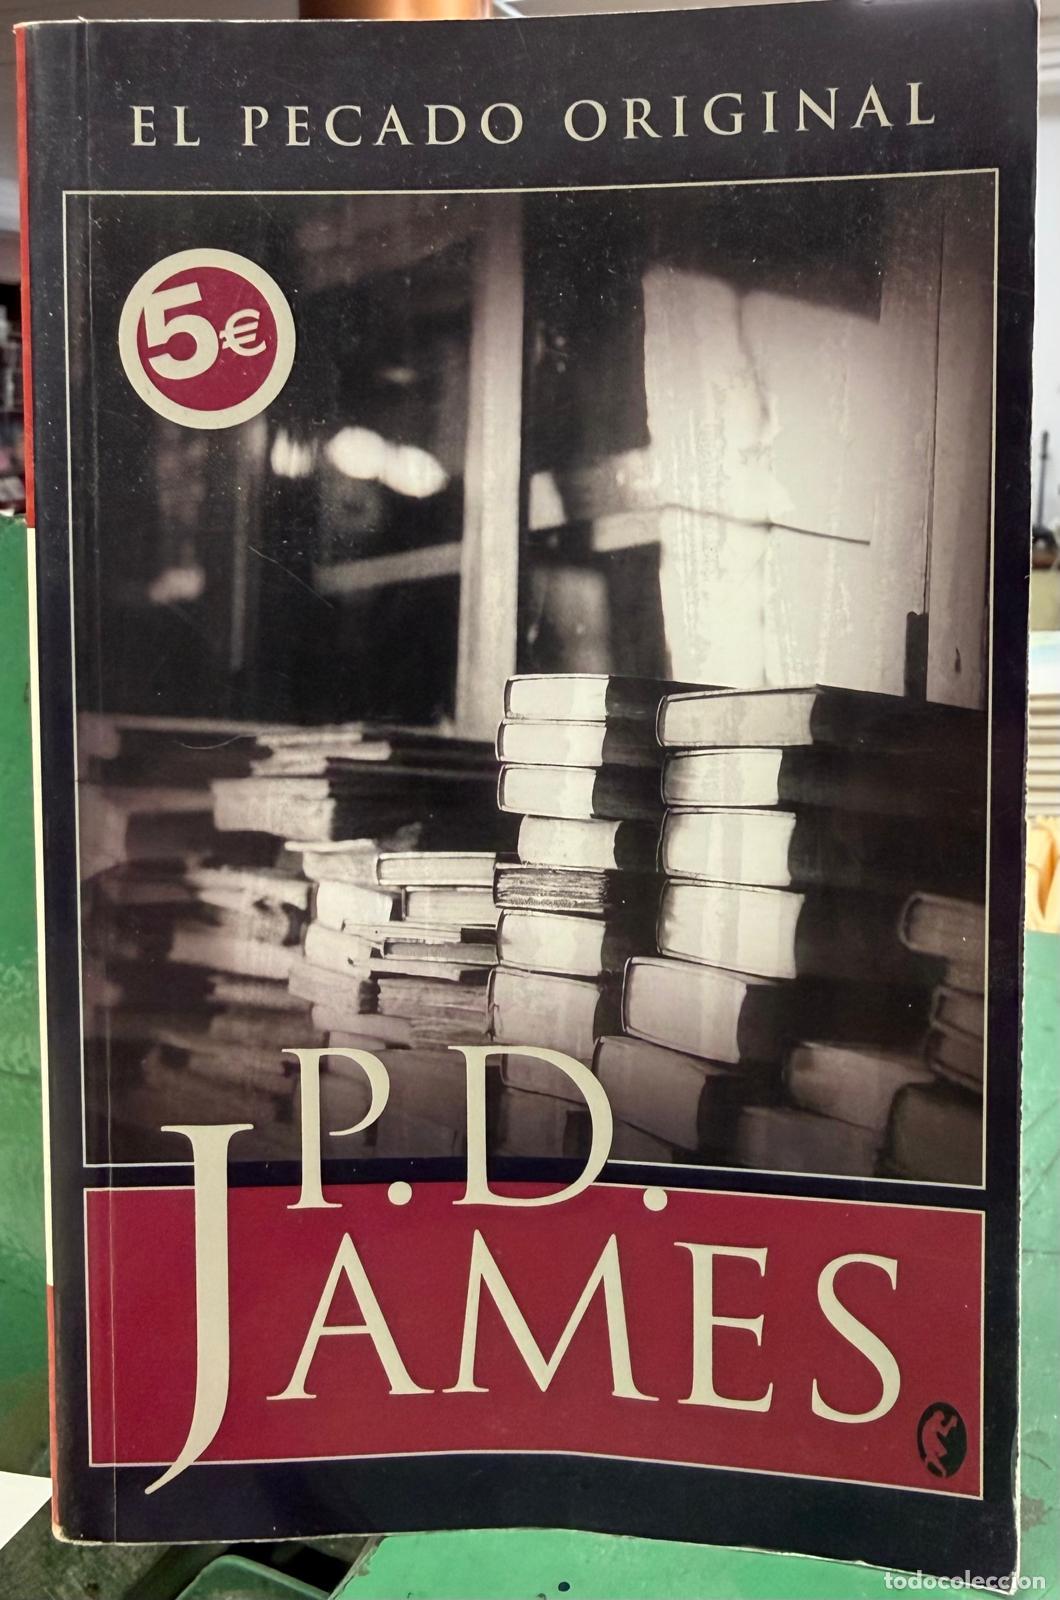 EL PECADO ORIGINAL
5€
P.D.
JAMES
todocoleccion